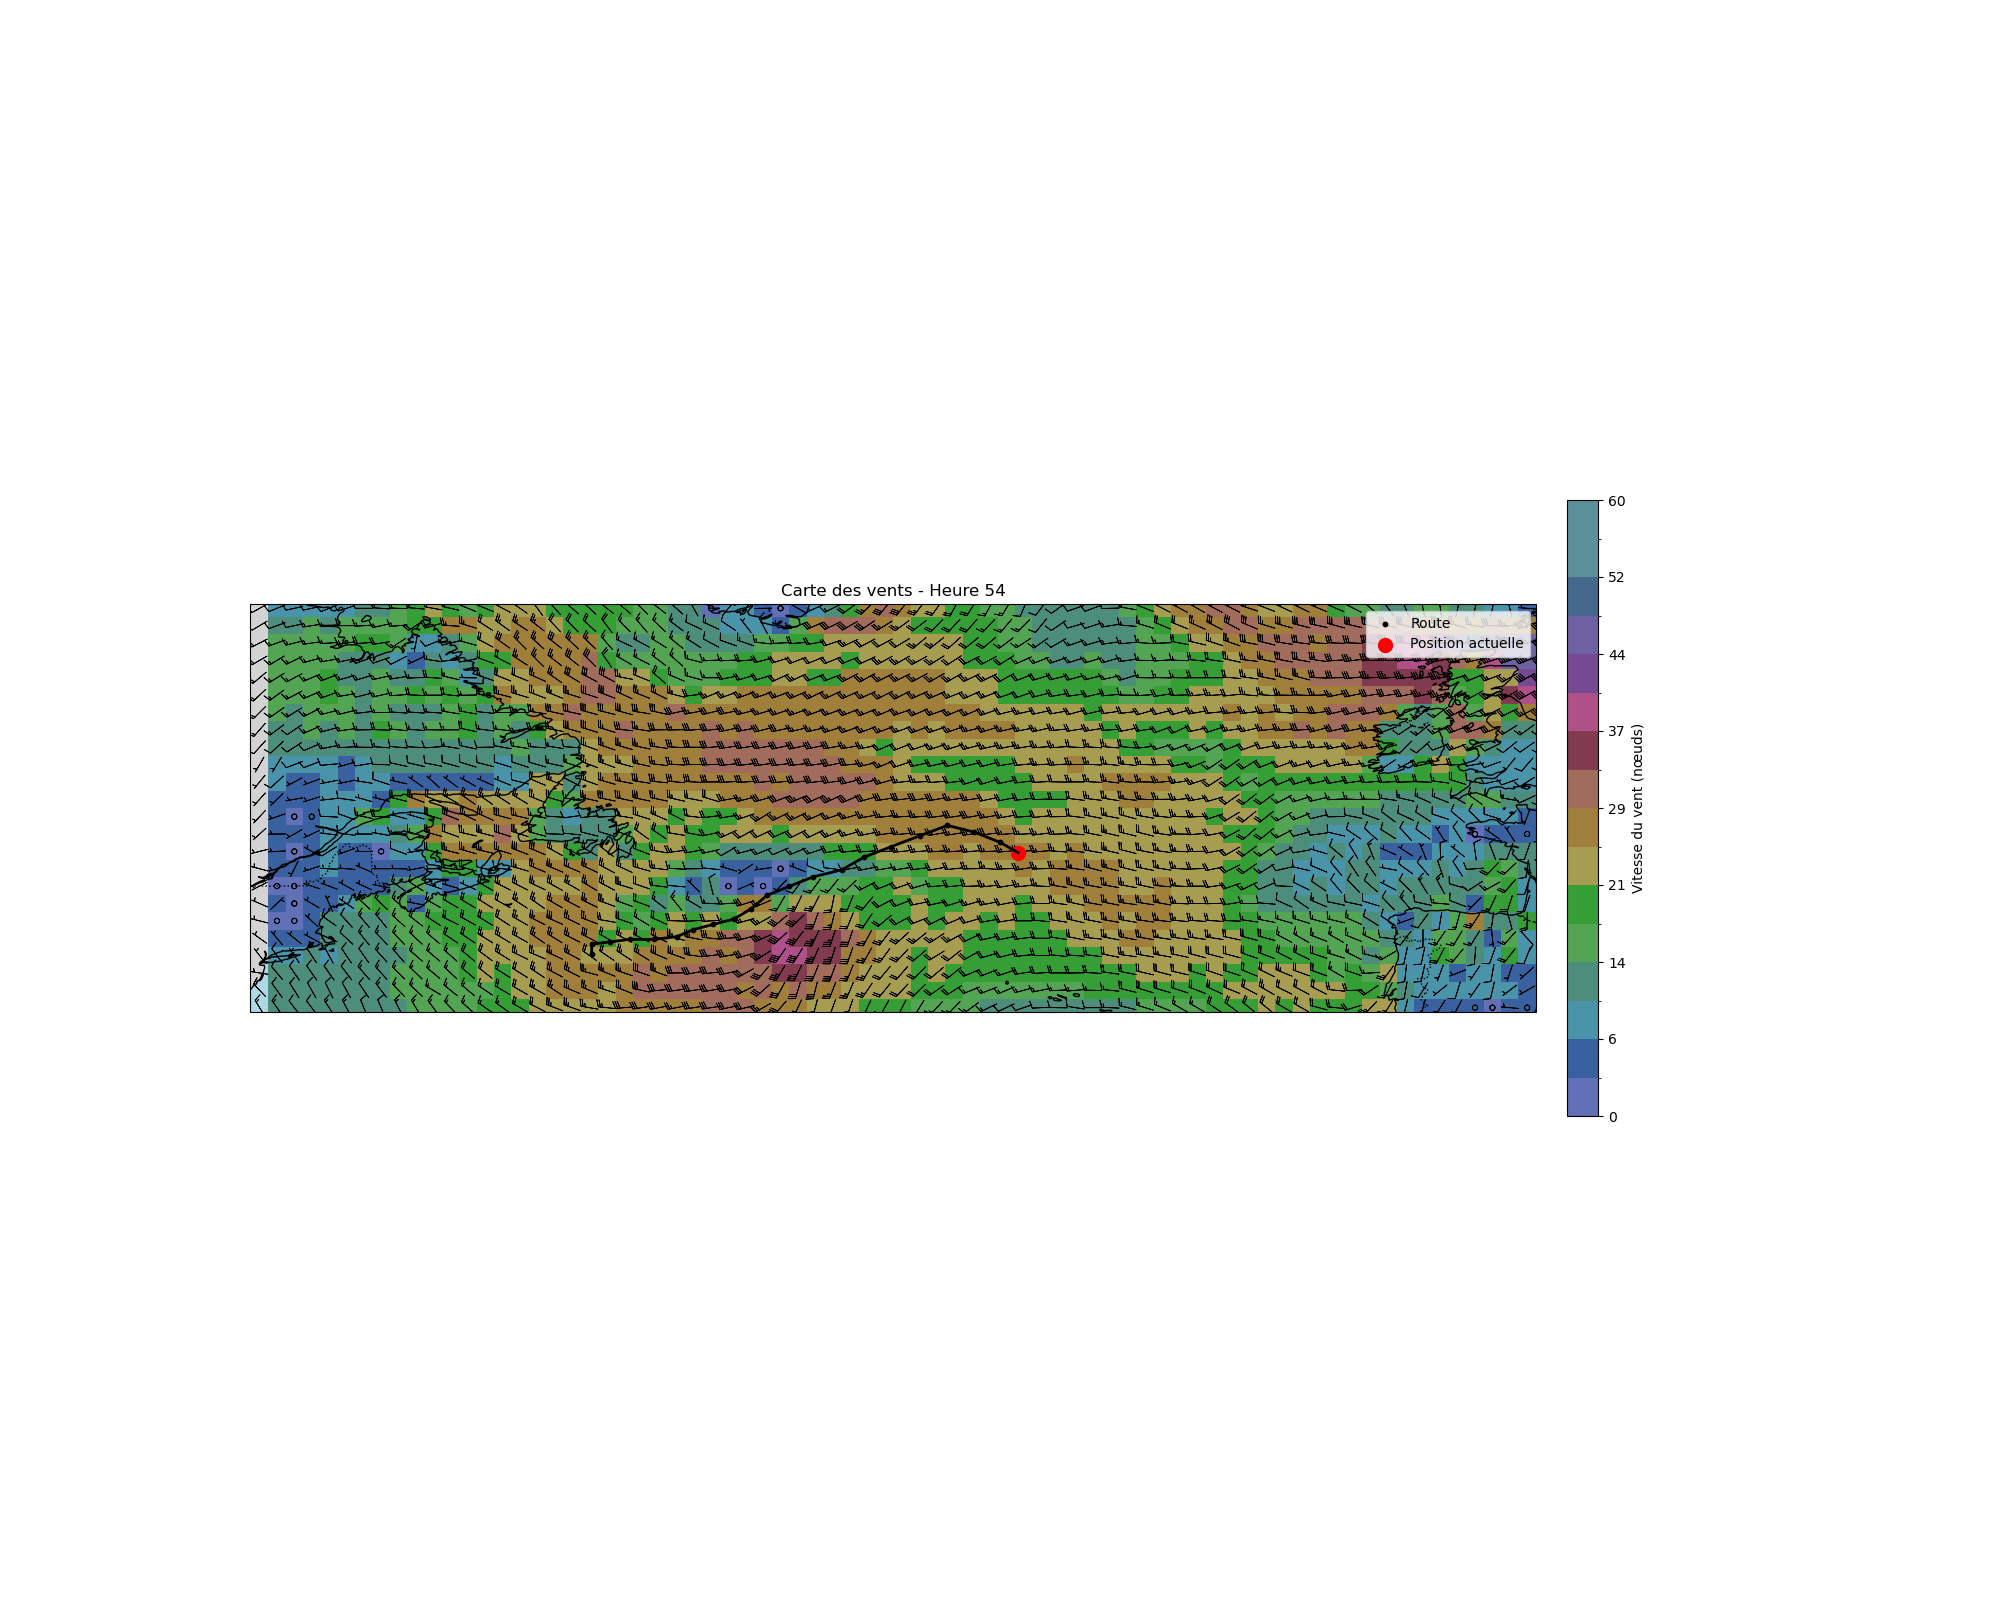 Carte des vents - Heure 54
Route
Position actuelle
60
52
44
37
29
21
14
6
0
Vitesse du vent (nœuds)